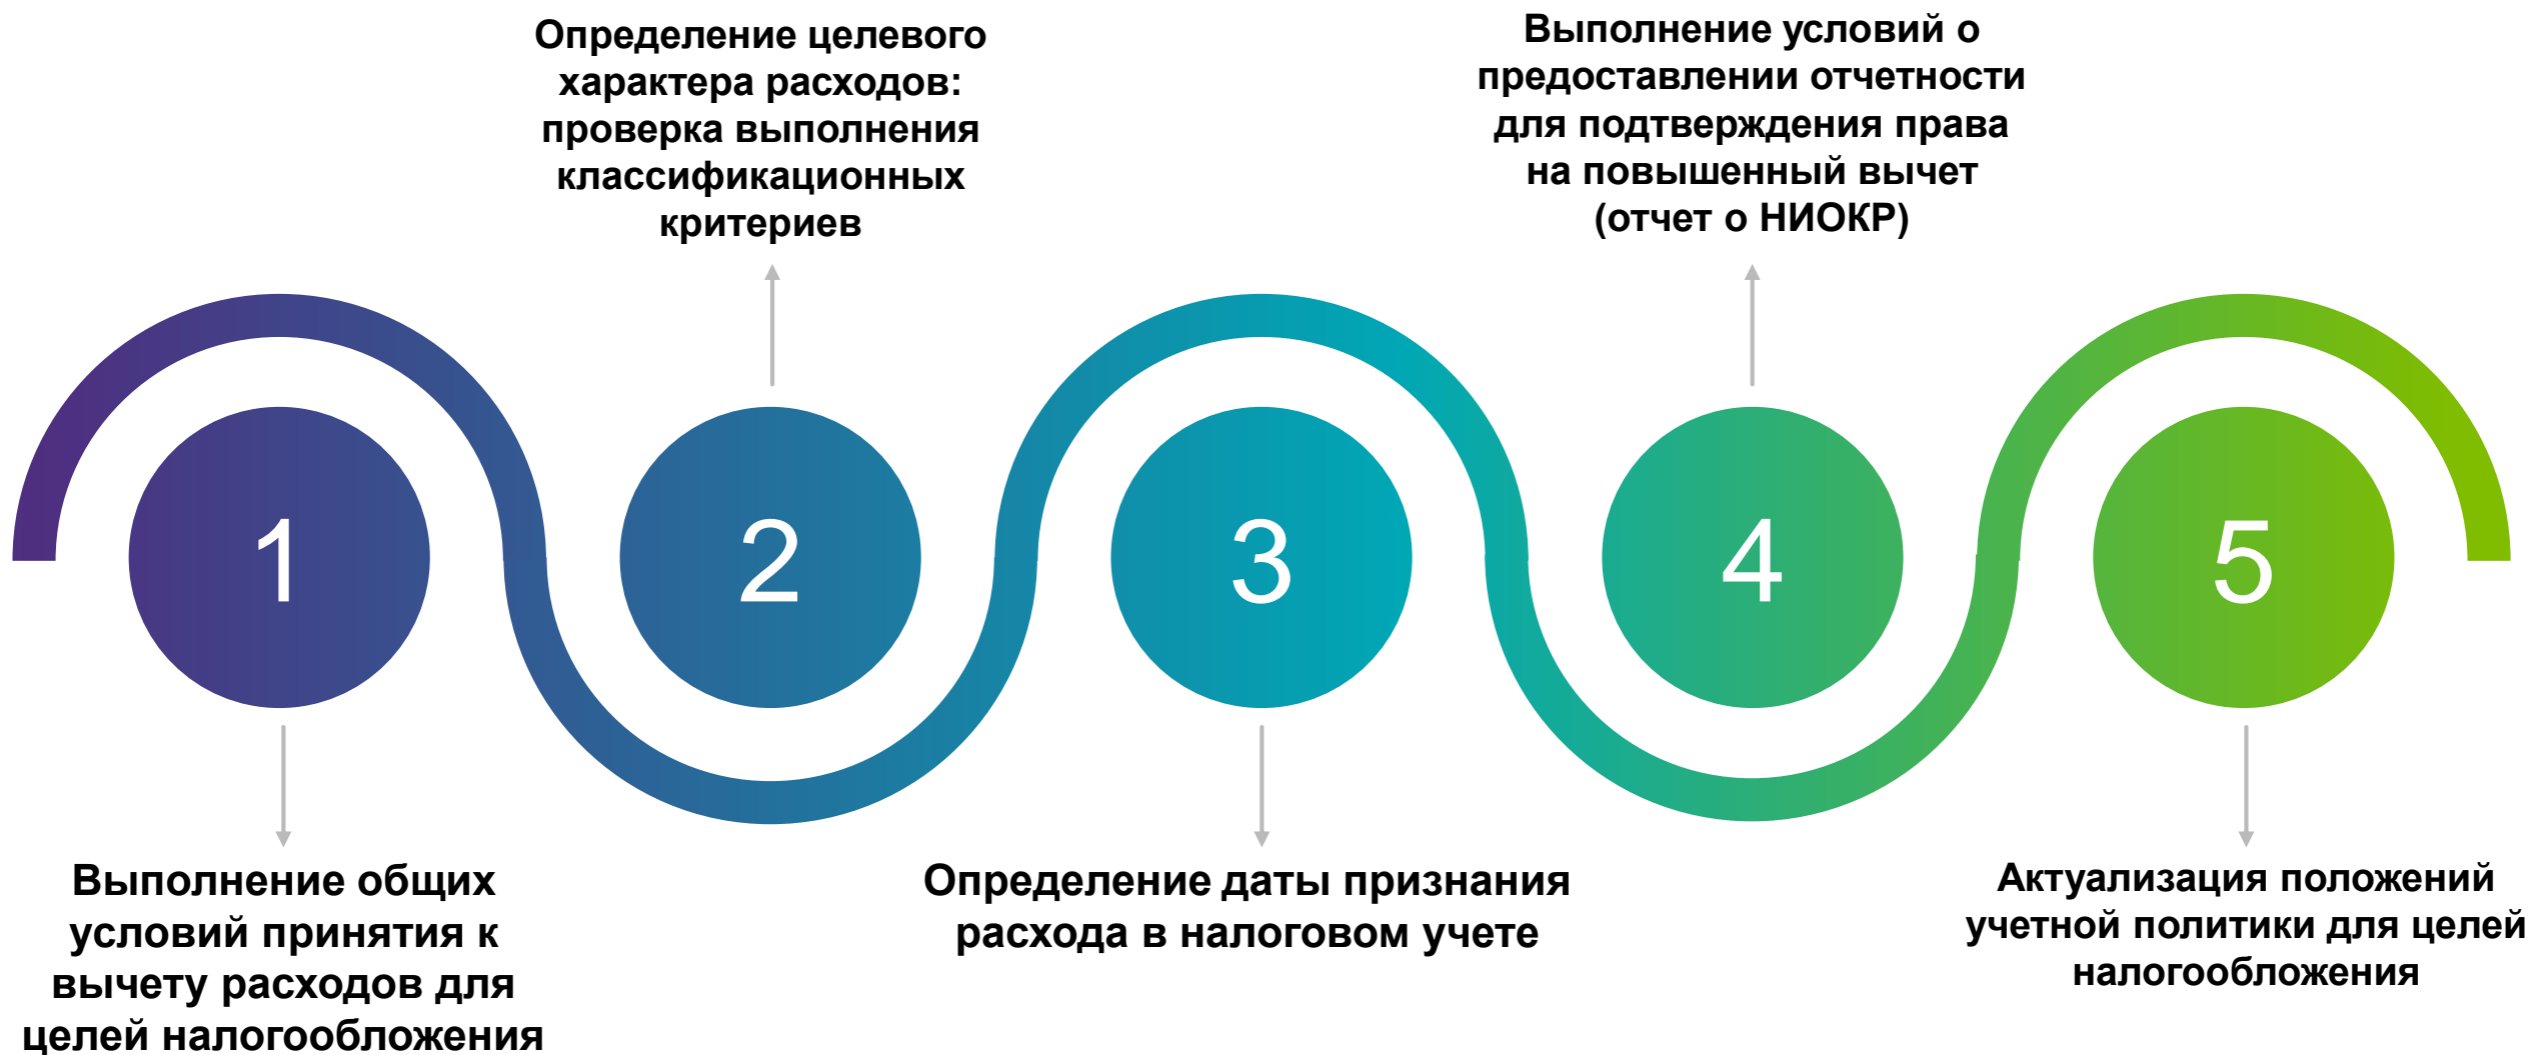 Определение целевого
характера расходов:
проверка выполнения
классификационных
критериев
Выполнение условий о
предоставлении отчетности
для подтверждения права
на повышенный вычет
(отчет о НИОКР)
1
2
3
4
5
Выполнение общих
условий принятия к
вычету расходов для
целей налогообложения
Определение даты признания
расхода в налоговом учете
Актуализация положений
учетной политики для целей
налогообложения